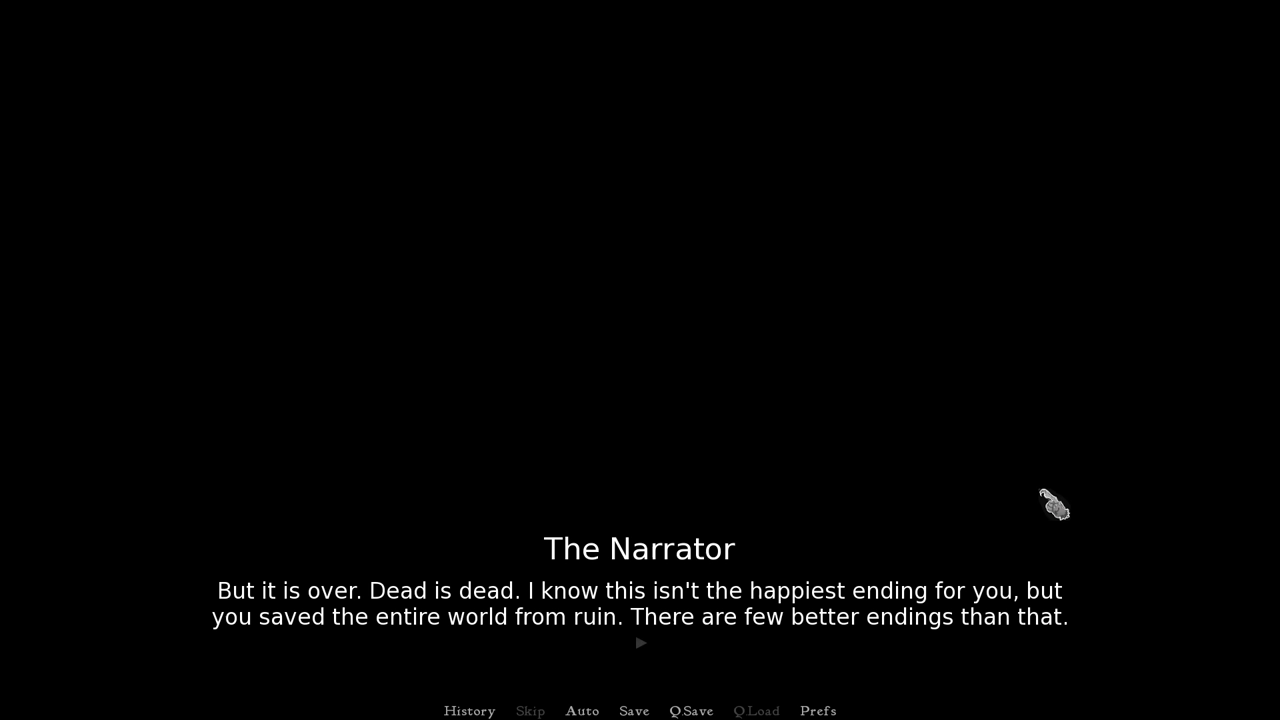 The Narrator
But it is over. Dead is dead. I know this isn't the happiest ending for you, but
you saved the entire world from ruin. There are few better endings than that.
History Skip Auto Save Q.Save Q.Load Prefs